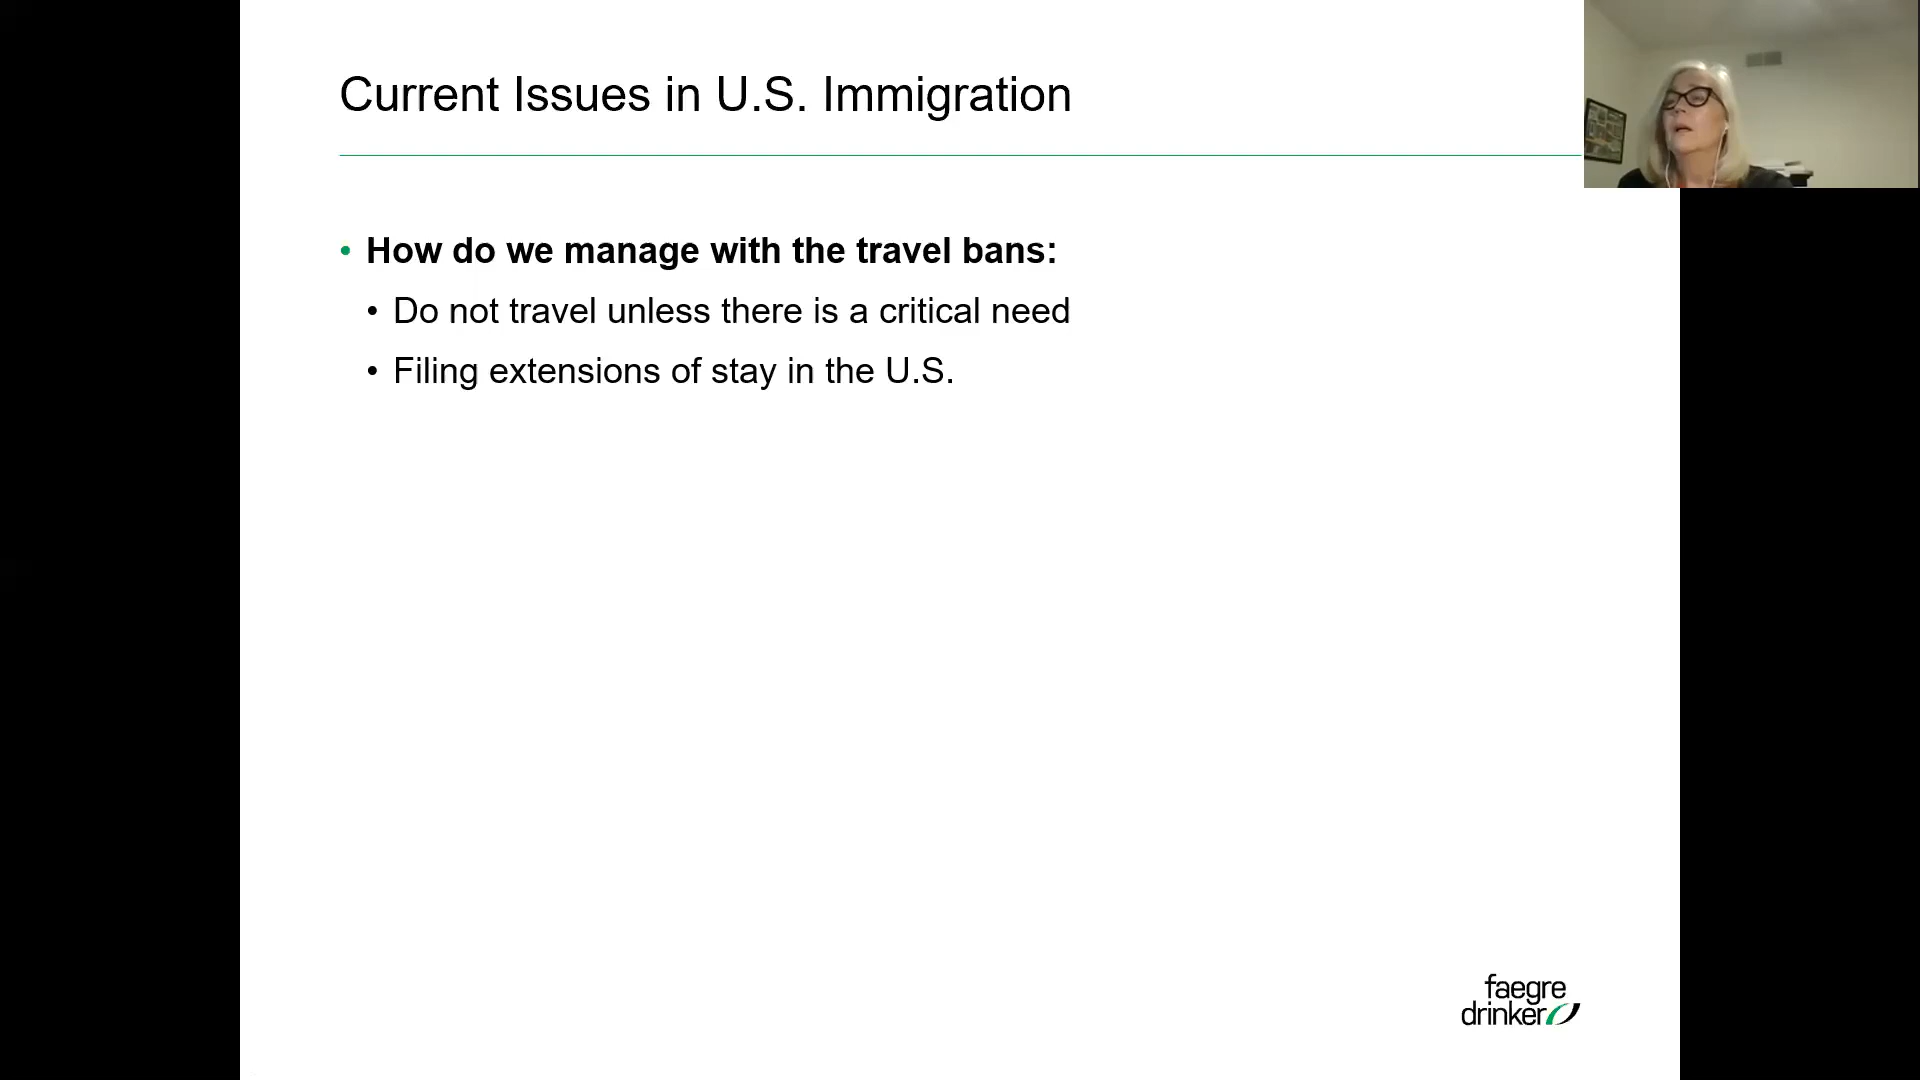 Current Issues in U.S. Immigration
• How do we manage with the travel bans:
• Do not travel unless there is a critical need
• Filing extensions of stay in the U.S.
faegre
drinker